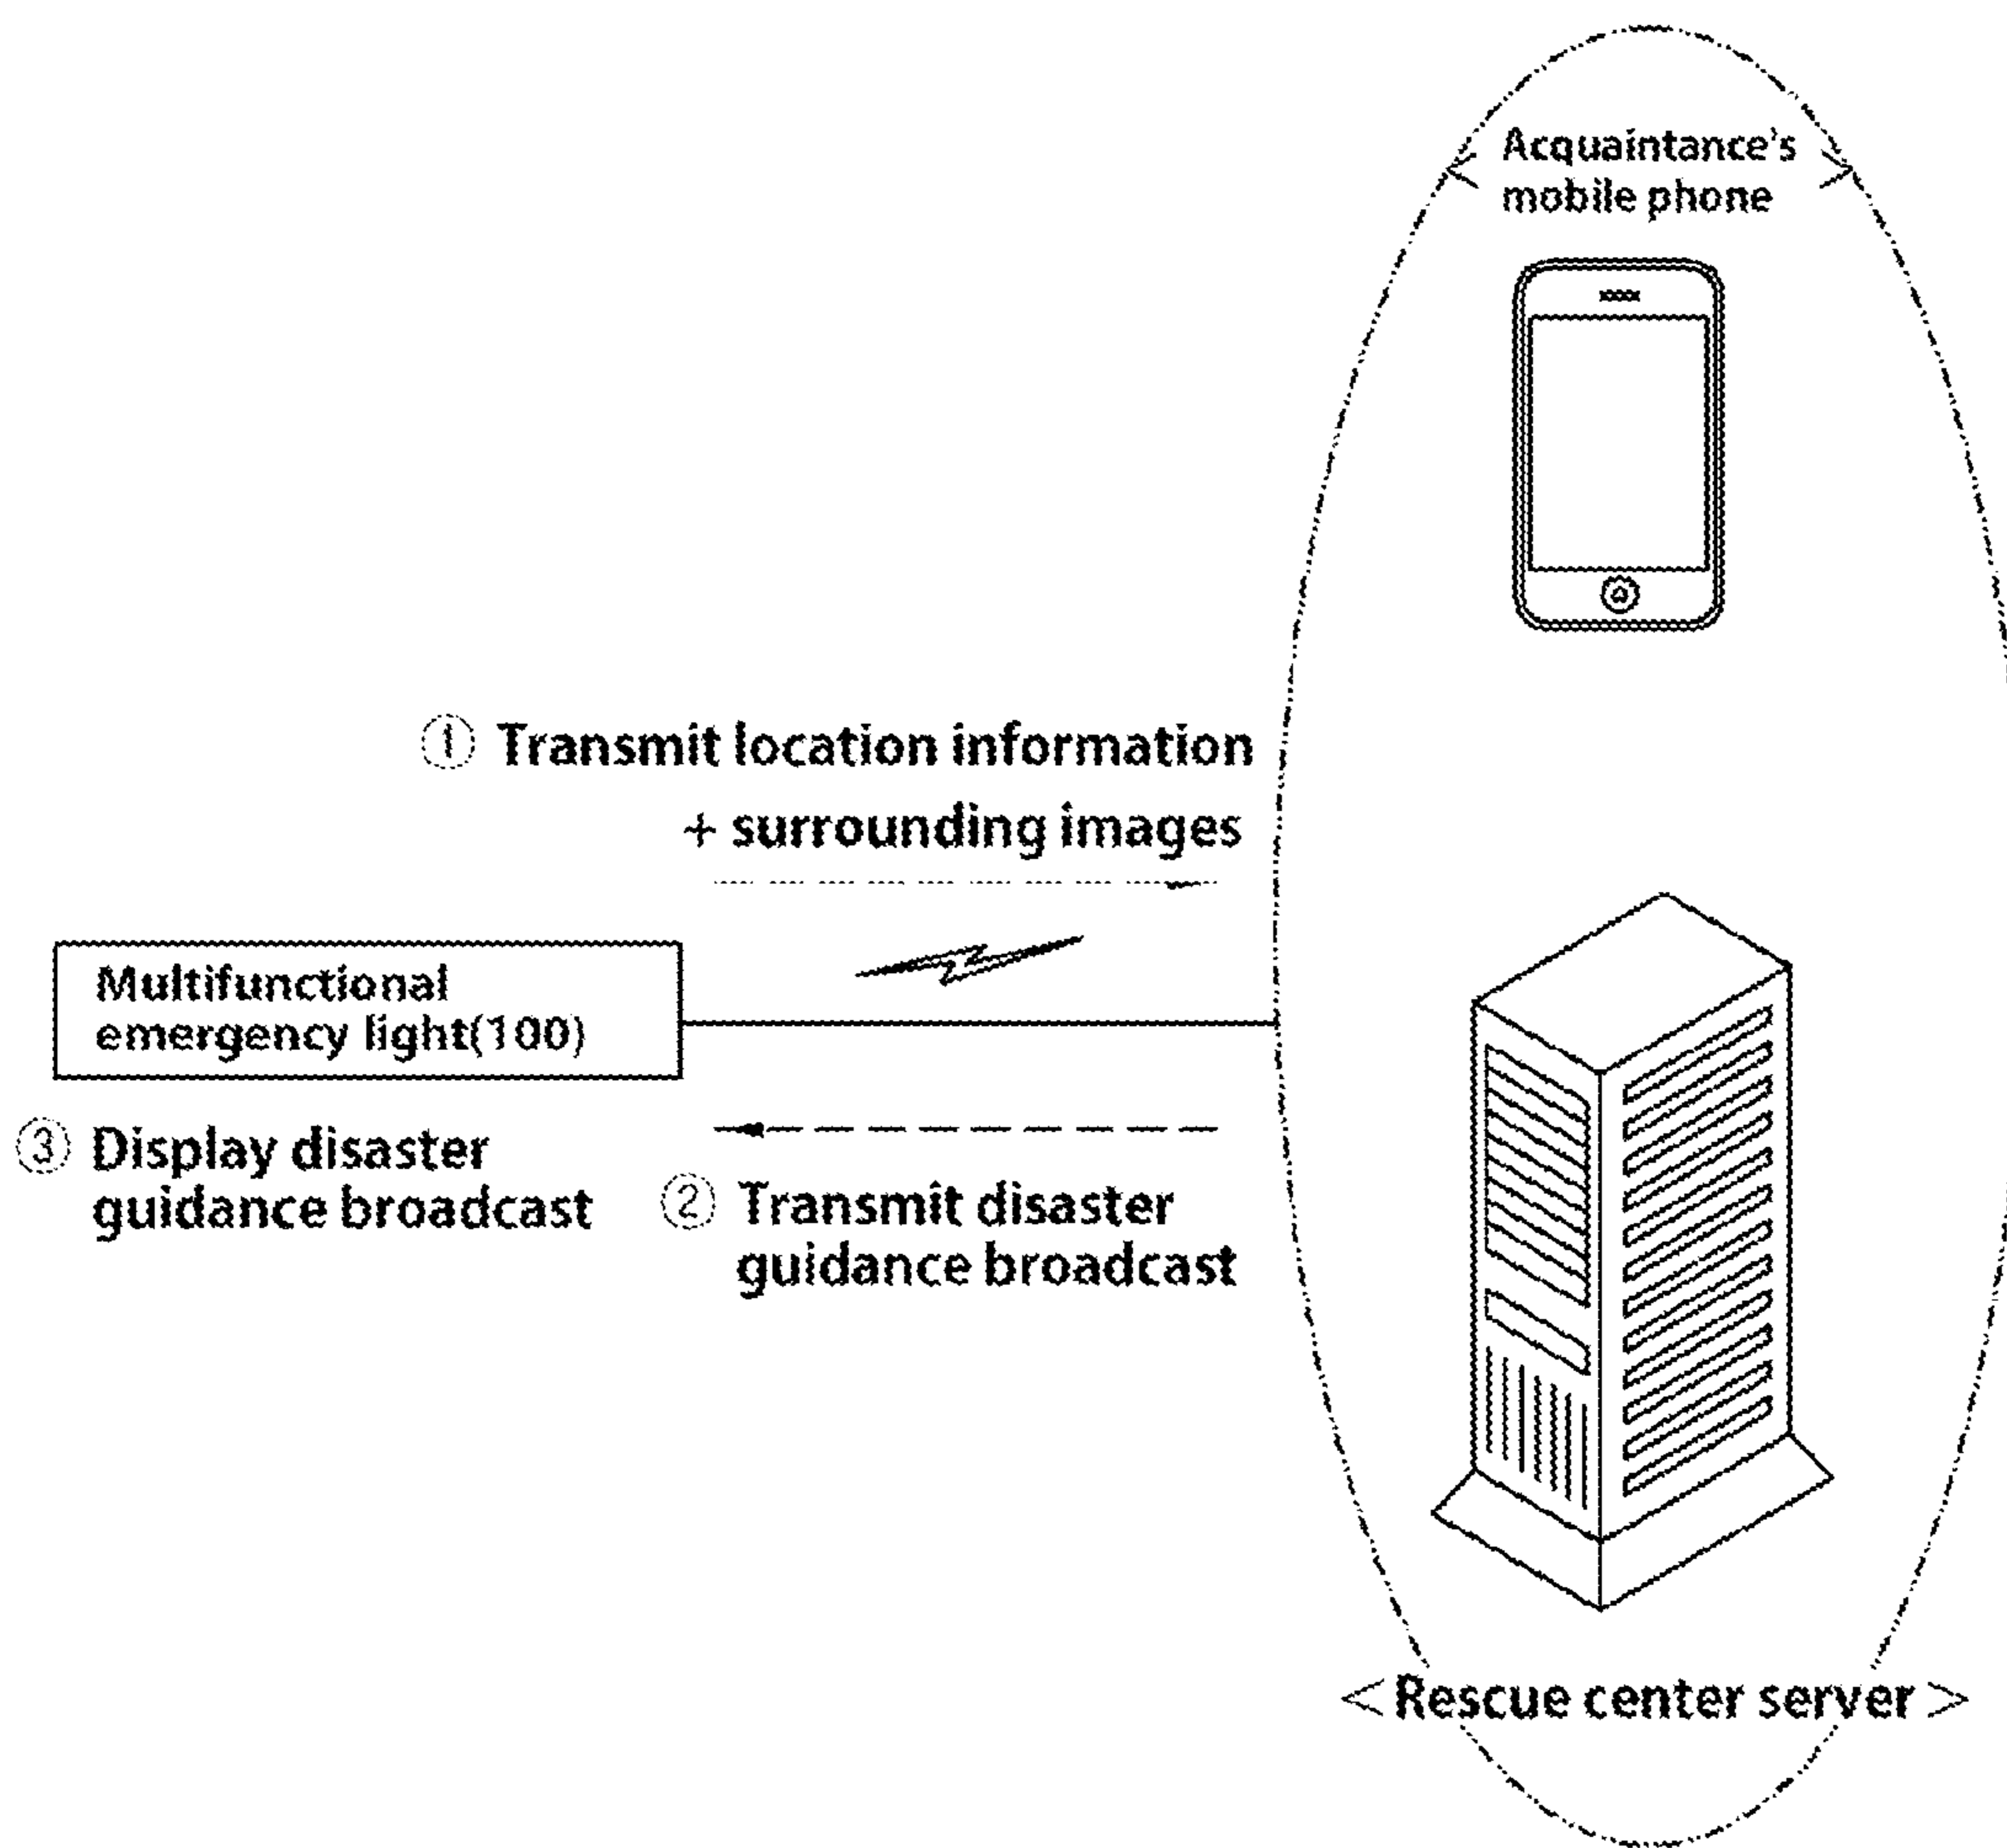 < Acquaintance's >
mobile phone
① Transmit location information
+ surrounding images
Multifunctional
emergency light(100)
③ Display disaster
guidance broadcast
② Transmit disaster
guidance broadcast
< Rescue center server >